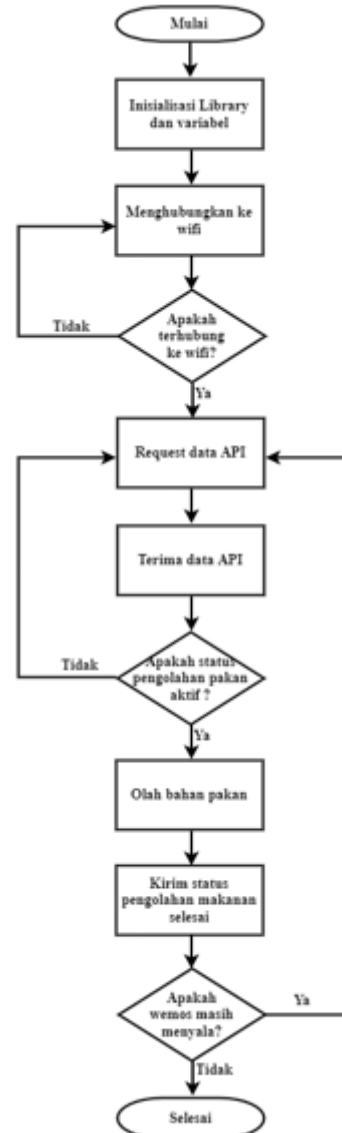 Mulai
Inisialisasi Library
dan variabel
Menghubungkan ke
wifi
Apakah
terhubung
ke wifi?
Tidak
Ya
Request data API
Terima data API
Apakah status
pengolahan pakan
aktif ?
Tidak
Ya
Olah bahan pakan
Kirim status
pengolahan makanan
selesai
Apakah
wemos masih
menyala?
Ya
Tidak
Selesai